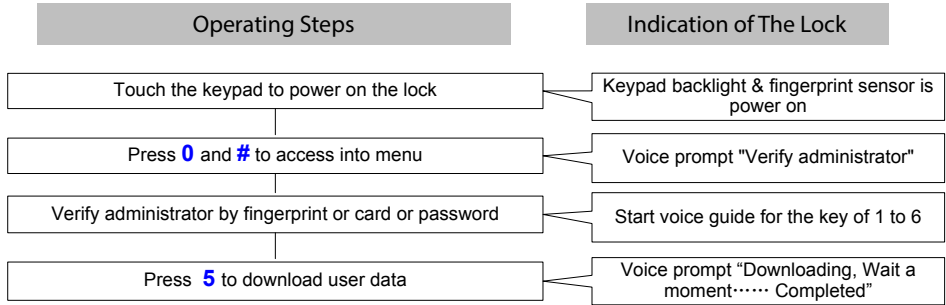 Operating Steps
Indication of The Lock
Touch the keypad to power on the lock
Keypad backlight & fingerprint sensor is
power on
Press 0 and # to access into menu
Voice prompt "Verify administrator"
Verify administrator by fingerprint or card or password
Start voice guide for the key of 1 to 6
Press 5 to download user data
Voice prompt “Downloading, Wait a
moment⋯⋯ Completed”